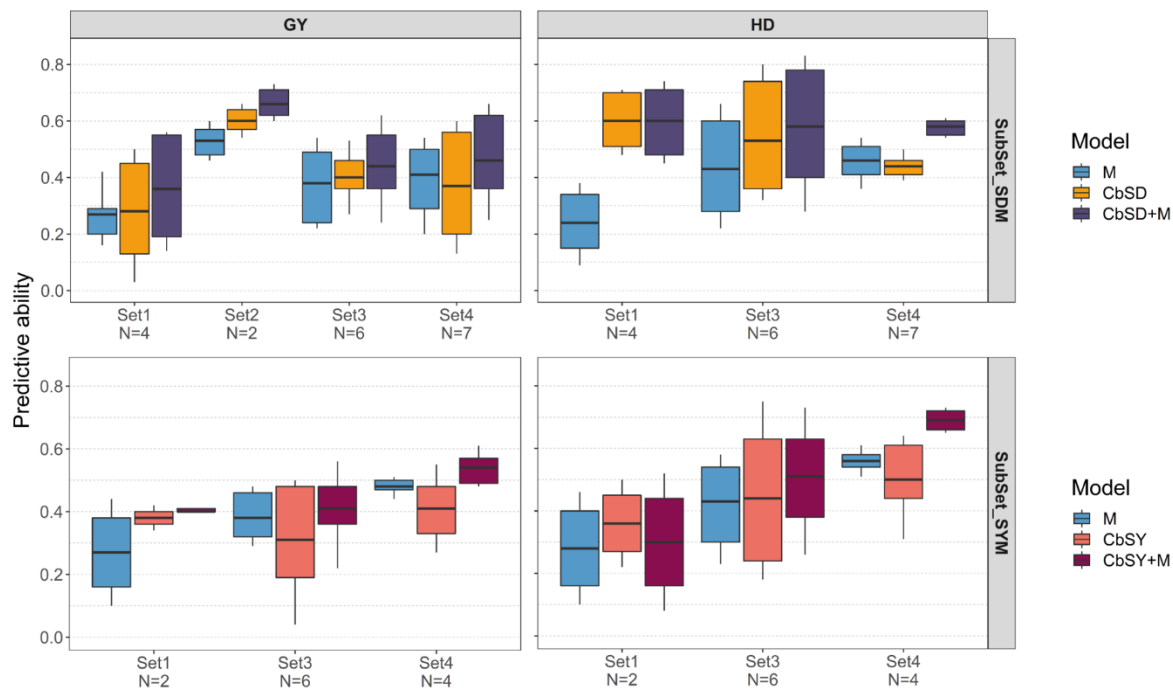 GY
HD
0.8
0.6
0.4
0.2
0.0
Set1
N=4
Set2
N=2
Set3
N=6
Set4
N=7
Set1
N=4
Set3
N=6
Set4
N=7
SubSet_SDM
Model
M
CbSD
CbSD+M
Predictive ability
0.8
0.6
0.4
0.2
0.0
Set1
N=2
Set3
N=6
Set4
N=4
Set1
N=2
Set3
N=6
Set4
N=4
SubSet_SYM
Model
M
CbSY
CbSY+M